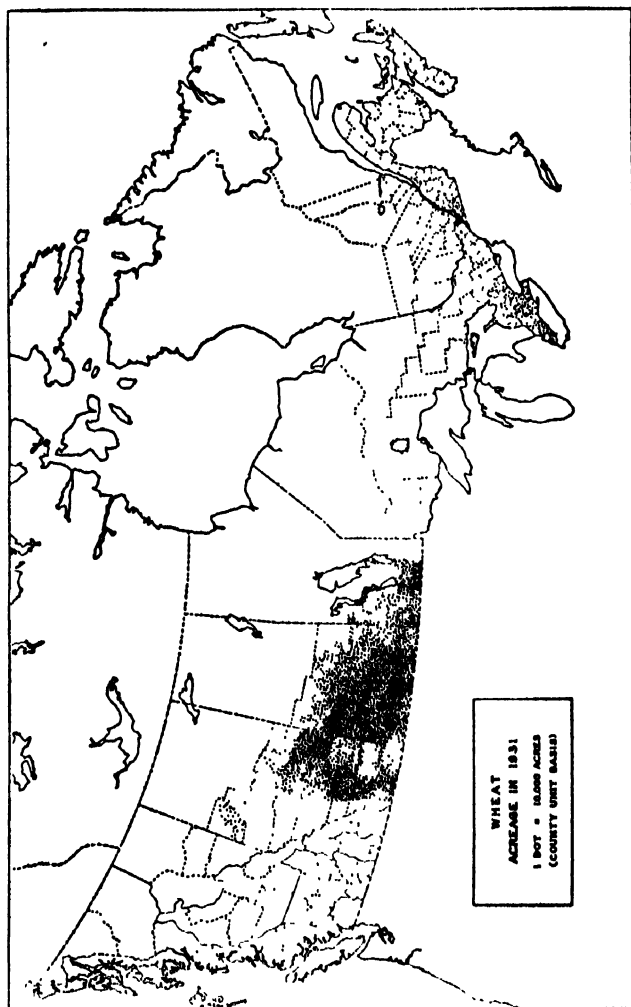 WHEAT
ACREAGE IN 1931
1 DOT = 10,000 ACRES
(COUNTY UNIT BASIS)